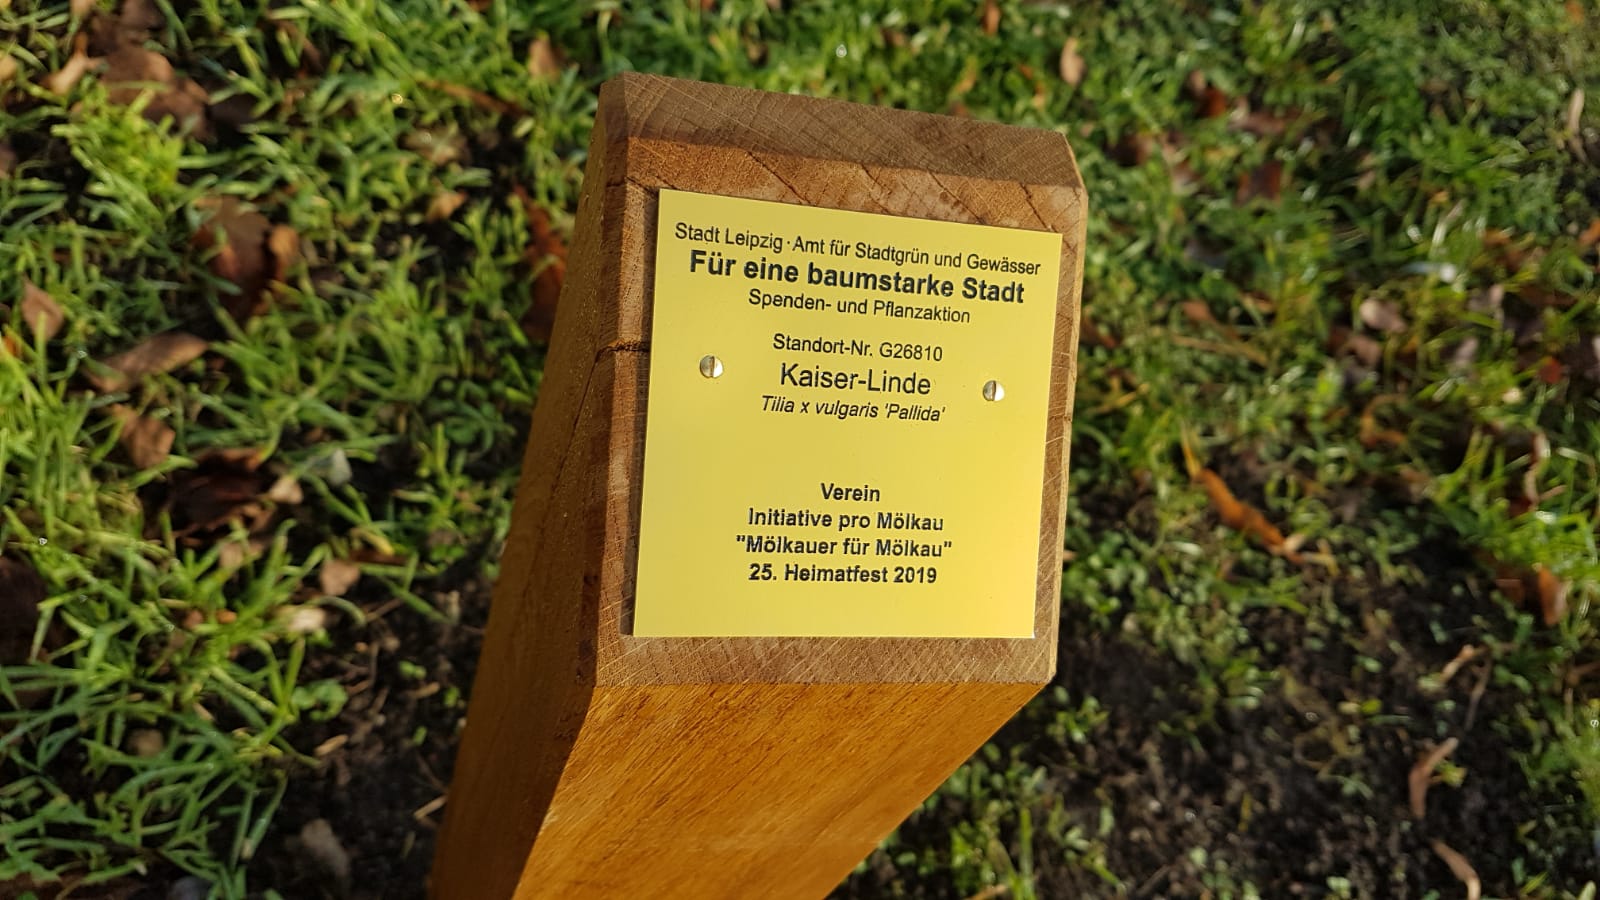 Stadt Leipzig · Amt für Stadtgrün und Gewässer
Für eine baumstarke Stadt
Spenden- und Pflanzaktion
Standort-Nr. G26810
Kaiser-Linde
Tilia x vulgaris 'Pallida'
Verein
Initiative pro Mölkau
"Mölkauer für Mölkau"
25. Heimatfest 2019